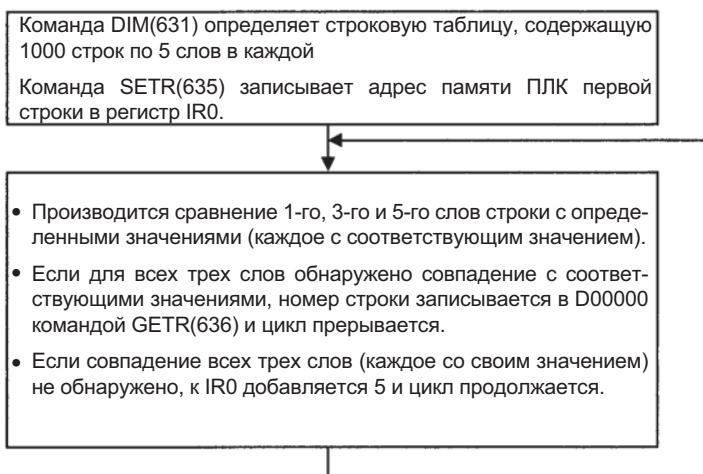 Команда DIM(631) определяет строковую таблицу, содержащую
1000 строк по 5 слов в каждой
Команда SETR(635) записывает адрес памяти ПЛК первой
строки в регистр IR0.
• Производится сравнение 1-го, 3-го и 5-го слов строки с опреде-
ленными значениями (каждое с соответствующим значением).
• Если для всех трех слов обнаружено совпадение с соответ-
ствующими значениями, номер строки записывается в D00000
командой GETR(636) и цикл прерывается.
• Если совпадение всех трех слов (каждое со своим значением)
не обнаружено, к IR0 добавляется 5 и цикл продолжается.